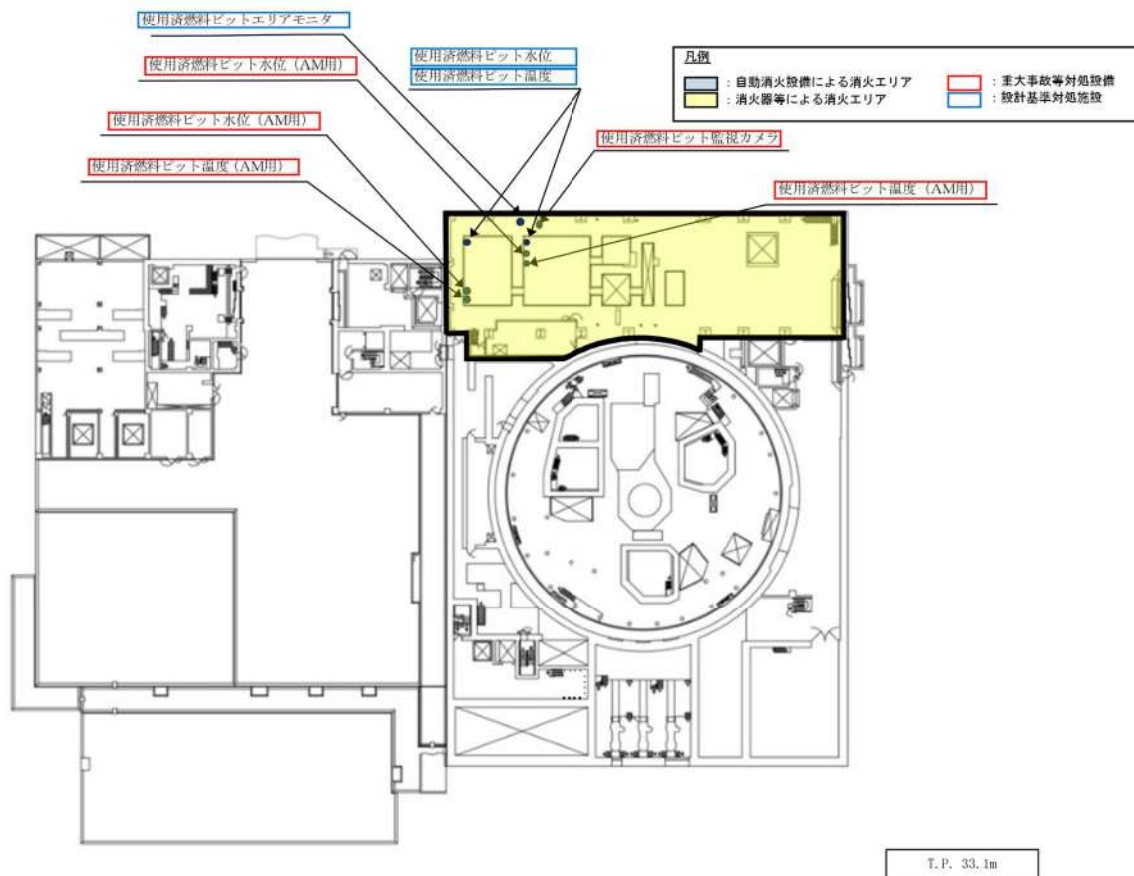 使用済燃料ピットエリアモニタ
使用済燃料ピット水位
使用済燃料ピット水位（AM用）
使用済燃料ピット温度
使用済燃料ピット水位（AM用）
使用済燃料ピット監視カメラ
使用済燃料ピット温度（AM用）
使用済燃料ピット温度（AM用）
凡例
：自動消火設備による消火エリア
：重大事故等対処設備
：消火器等による消火エリア
：設計基準対処施設
T.P. 33.1m